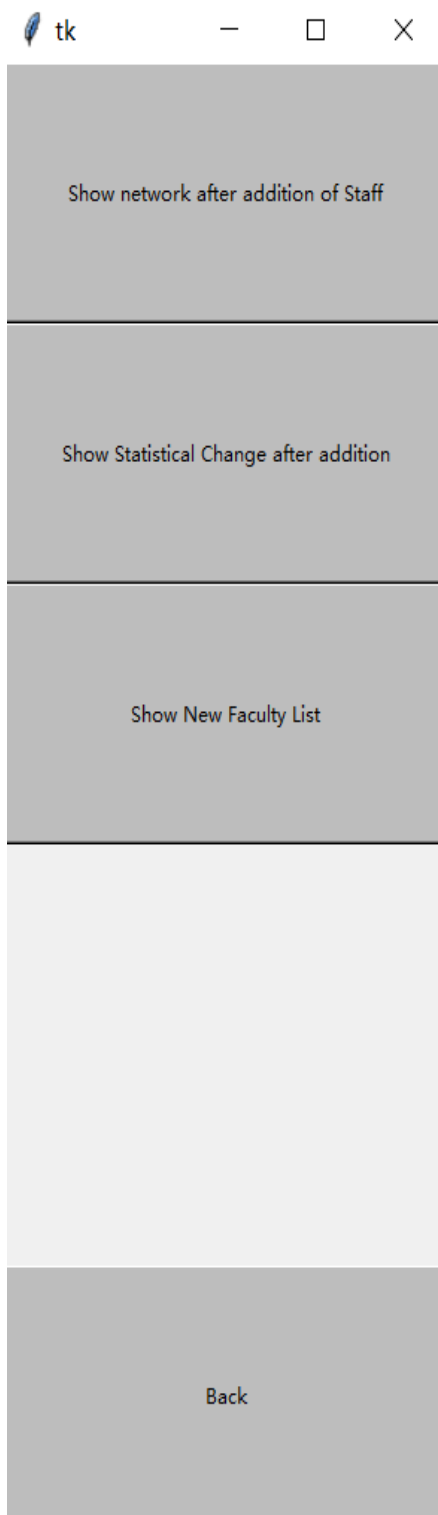 tk
Show network after addition of Staff
Show Statistical Change after addition
Show New Faculty List
Back